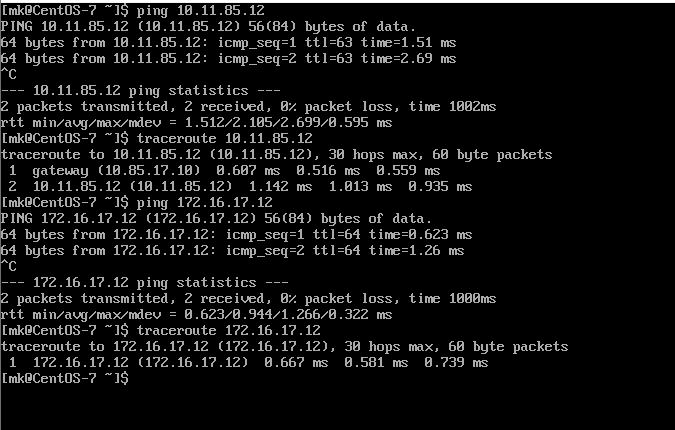 [mk@CentOS-7 ~]$ ping 10.11.85.12
PING 10.11.85.12 (10.11.85.12) 56(84) bytes of data.
64 bytes from 10.11.85.12: icmp_seq=1 ttl=63 time=1.51 ms
64 bytes from 10.11.85.12: icmp_seq=2 ttl=63 time=2.69 ms
^C
--- 10.11.85.12 ping statistics ---
2 packets transmitted, 2 received, 0% packet loss, time 1002ms
rtt min/avg/max/mdev = 1.512/2.105/2.699/0.595 ms
[mk@CentOS-7 ~]$ traceroute 10.11.85.12
traceroute to 10.11.85.12 (10.11.85.12), 30 hops max, 60 byte packets
 1  gateway (10.85.17.10)  0.607 ms  0.516 ms  0.559 ms
 2  10.11.85.12 (10.11.85.12)  1.142 ms  1.013 ms  0.935 ms
[mk@CentOS-7 ~]$ ping 172.16.17.12
PING 172.16.17.12 (172.16.17.12) 56(84) bytes of data.
64 bytes from 172.16.17.12: icmp_seq=1 ttl=64 time=0.623 ms
64 bytes from 172.16.17.12: icmp_seq=2 ttl=64 time=1.26 ms
^C
--- 172.16.17.12 ping statistics ---
2 packets transmitted, 2 received, 0% packet loss, time 1000ms
rtt min/avg/max/mdev = 0.623/0.944/1.266/0.322 ms
[mk@CentOS-7 ~]$ traceroute 172.16.17.12
traceroute to 172.16.17.12 (172.16.17.12), 30 hops max, 60 byte packets
 1  172.16.17.12 (172.16.17.12)  0.667 ms  0.581 ms  0.739 ms
[mk@CentOS-7 ~]$